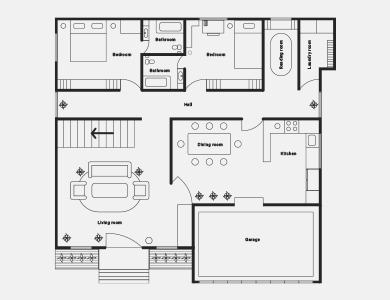 Bathroom
Bedroom
Bedroom
Reading room
Laundry room
Bathroom
Hall
Dining room
Kitchen
Living room
Garage